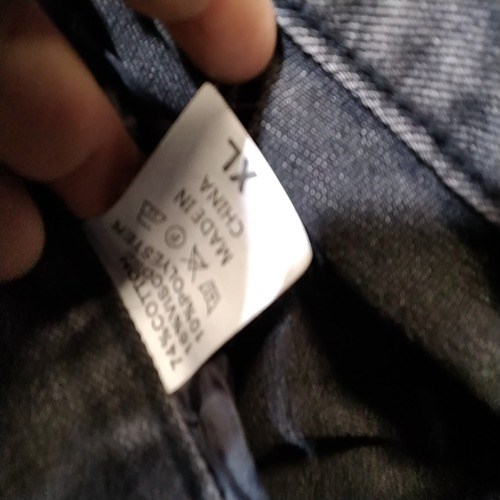 XL
MADE IN
CHINA
74%COTTON
16%VISCOSE
10%POLYESTER